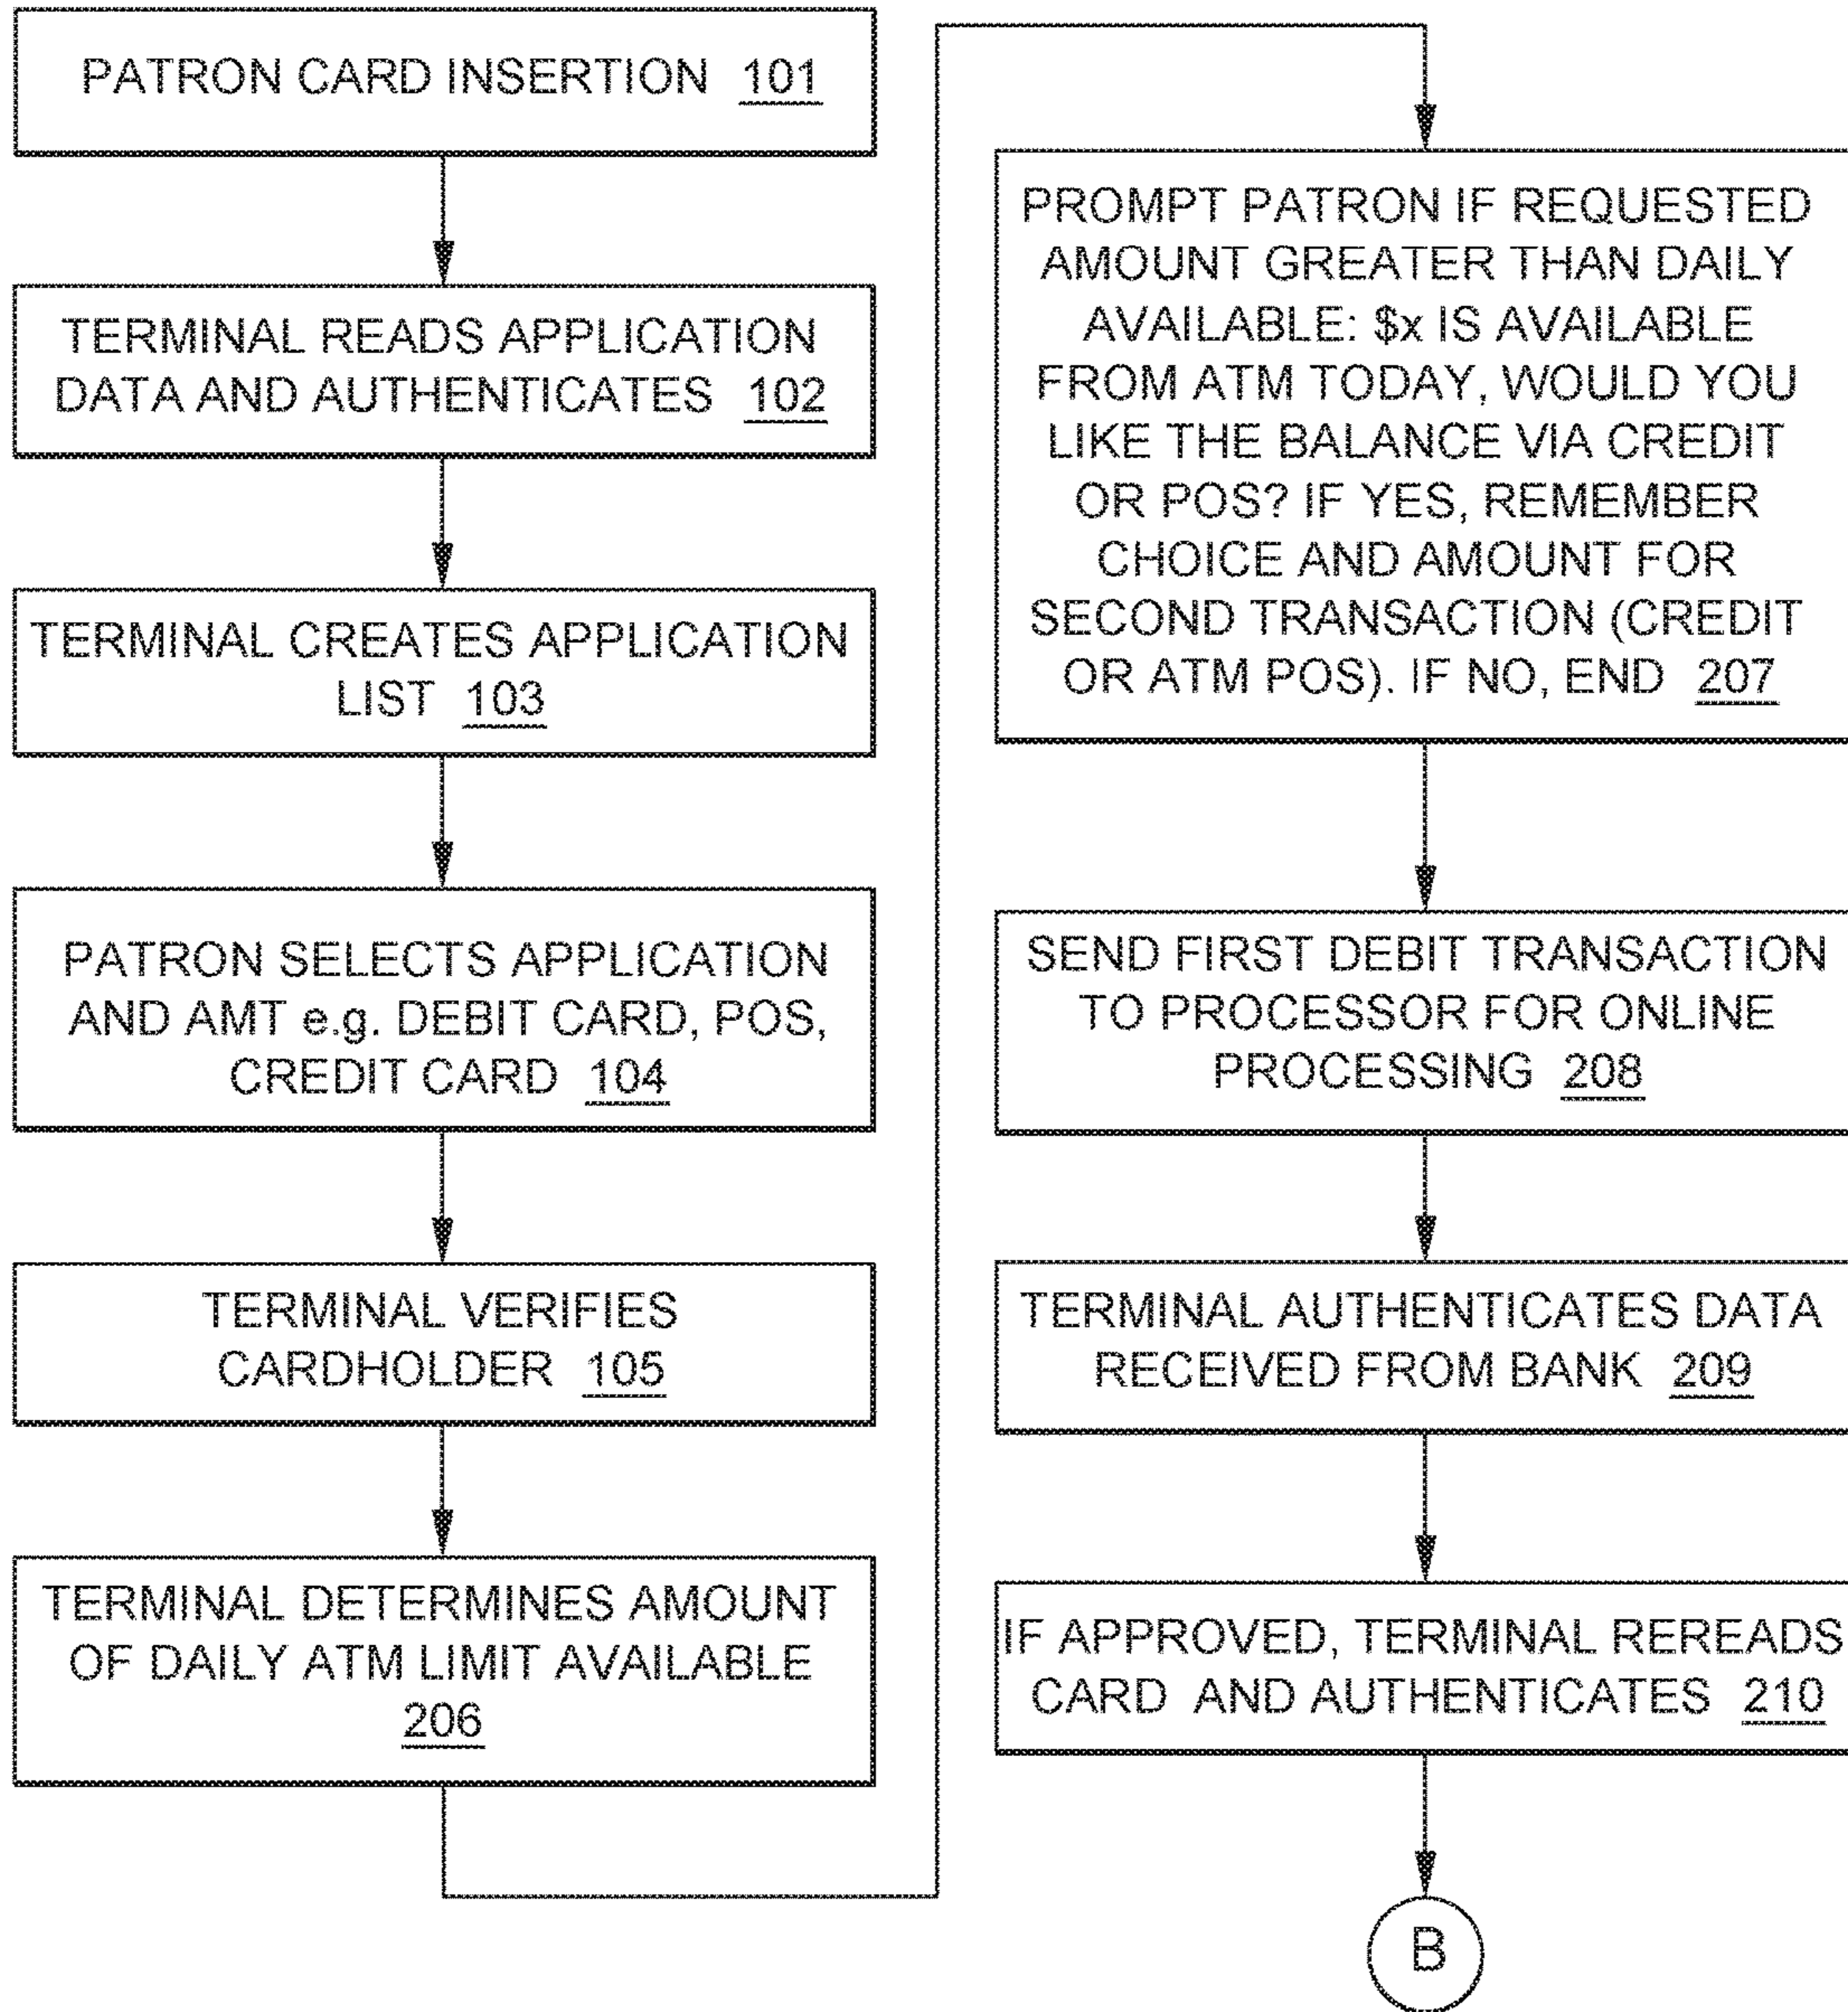 PATRON CARD INSERTION 101
TERMINAL READS APPLICATION
DATA AND AUTHENTICATES 102
TERMINAL CREATES APPLICATION
LIST 103
PATRON SELECTS APPLICATION
AND AMT e.g. DEBIT CARD, POS,
CREDIT CARD 104
TERMINAL VERIFIES
CARDHOLDER 105
TERMINAL DETERMINES AMOUNT
OF DAILY ATM LIMIT AVAILABLE
206
PROMPT PATRON IF REQUESTED
AMOUNT GREATER THAN DAILY
AVAILABLE: $x IS AVAILABLE
FROM ATM TODAY, WOULD YOU
LIKE THE BALANCE VIA CREDIT
OR POS? IF YES, REMEMBER
CHOICE AND AMOUNT FOR
SECOND TRANSACTION (CREDIT
OR ATM POS). IF NO, END 207
SEND FIRST DEBIT TRANSACTION
TO PROCESSOR FOR ONLINE
PROCESSING 208
TERMINAL AUTHENTICATES DATA
RECEIVED FROM BANK 209
IF APPROVED, TERMINAL REREADS
CARD AND AUTHENTICATES 210
B